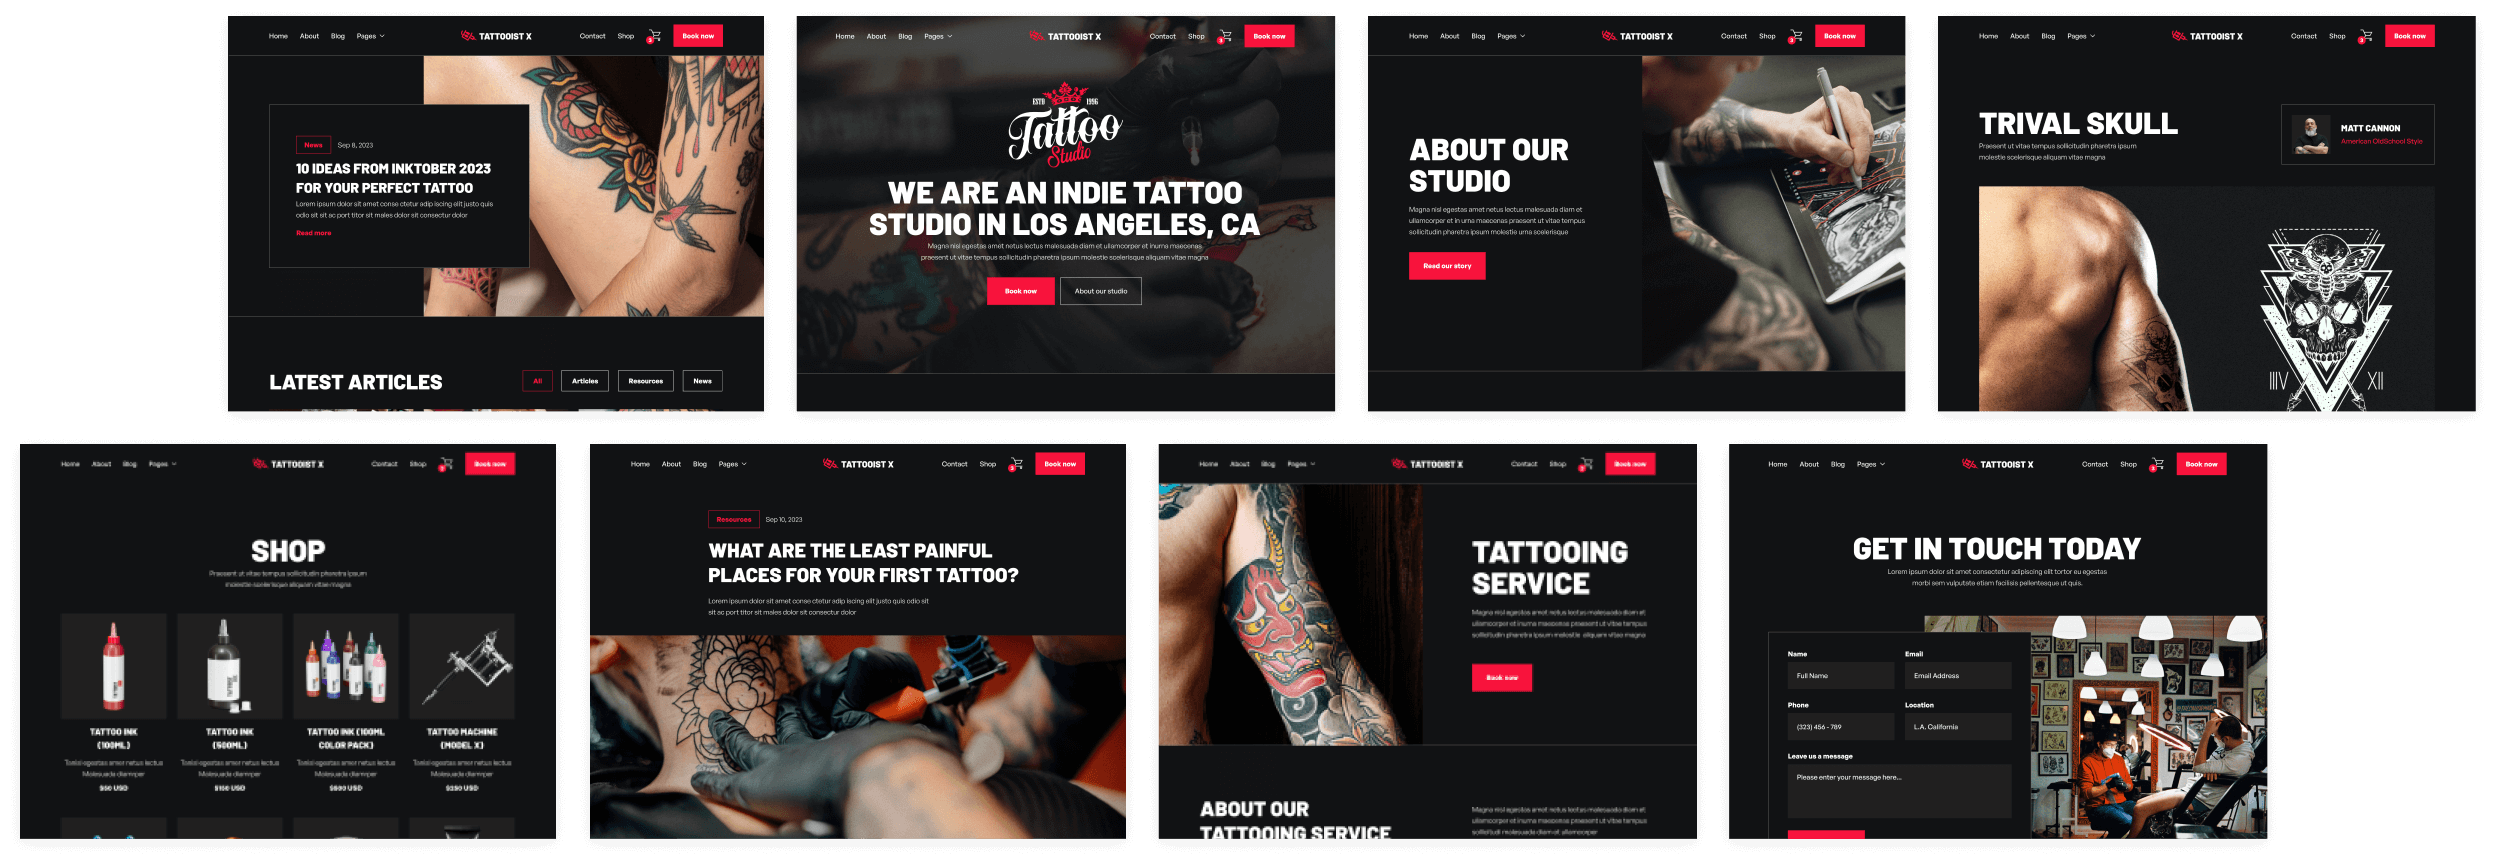 Home About Blog Pages TATTOOIST X Contact Shop 3 Book now
News Sep 8, 2023
10 IDEAS FROM INKTOBER 2023
FOR YOUR PERFECT TATTOO
Lorem ipsum dolor sit amet conse ctetur adip iscing elit justo quis
odio sit sit ac port titor sit males dolor sit consectur dolor
Read more
LATEST ARTICLES All Articles Resources News
Home About Blog Pages TATTOOIST X Contact Shop 3 Book now
ESTD 1996
Tattoo
Studio
WE ARE AN INDIE TATTOO
STUDIO IN LOS ANGELES, CA
Magna nisl egestas amet netus lectus malesuada diam et ullamcorper et inurna maecenas
praesent ut vitae tempus sollicitudin pharetra ipsum molestie scelerisque aliquam vitae magna
Book now About our studio
Home About Blog Pages TATTOOIST X Contact Shop 3 Book now
ABOUT OUR
STUDIO
Magna nisl egestas amet netus lectus malesuada diam et
ullamcorper et in urna maecenas praesent ut vitae tempus
sollicitudin pharetra ipsum molestie urna scelerisque
Read our story
Home About Blog Pages TATTOOIST X Contact Shop 3 Book now
TRIVAL SKULL
Praesent ut vitae tempus sollicitudin pharetra ipsum
molestie scelerisque aliquam vitae magna
MATT CANNON
American OldSchool Style
IIIV XII
Home About Blog Pages TATTOOIST X Contact Shop Book now
SHOP
Praesent ut vitae tempus sollicitudin pharetra ipsum
molestie scelerisque aliquam vitae magna
TATTOO INK
(100ML)
Tortisl egestas amet netus lectus
Malesuada diamper
$50 USD
TATTOO INK
(500ML)
Tortisl egestas amet netus lectus
Malesuada diamper
$150 USD
TATTOO INK (100ML
COLOR PACK)
Tortisl egestas amet netus lectus
Malesuada diamper
TATTOO MACHINE
(MODEL X)
Tortisl egestas amet netus lectus
Malesuada diamper
$250 USD
Home About Blog Pages TATTOOIST X Contact Shop 3 Book now
Resources Sep 10, 2023
WHAT ARE THE LEAST PAINFUL
PLACES FOR YOUR FIRST TATTOO?
Lorem ipsum dolor sit amet conse ctetur adip iscing elit justo quis odio sit
sit ac port titor sit males dolor sit consectur dolor
Home About Blog Pages TATTOOIST X Contact Shop Book now
TATTOOING
SERVICE
Magna nisl egestas amet netus lectus malesuada diam et
ullamcorper et inurna maecenas praesent ut vitae tempus
sollicitudin pharetra ipsum molestie aliquam vitae magna
Book now
ABOUT OUR
TATTOOING SERVICE
Magna nisl egestas amet netus lectus malesuada diam et
ullamcorper et inurna maecenas praesent ut vitae tempus
sollicitudi malesuada diam et ullamcorper
Home About Blog Pages TATTOOIST X Contact Shop 3 Book now
GET IN TOUCH TODAY
Lorem ipsum dolor sit amet consectetur adipiscing elit tortor eu egestas
morbi sem vulputate etiam facilisis pellentesque ut quis.
Name Email
Full Name Email Address
Phone Location
(323) 456 - 789 L.A. California
Leave us a message
Please enter your message here...